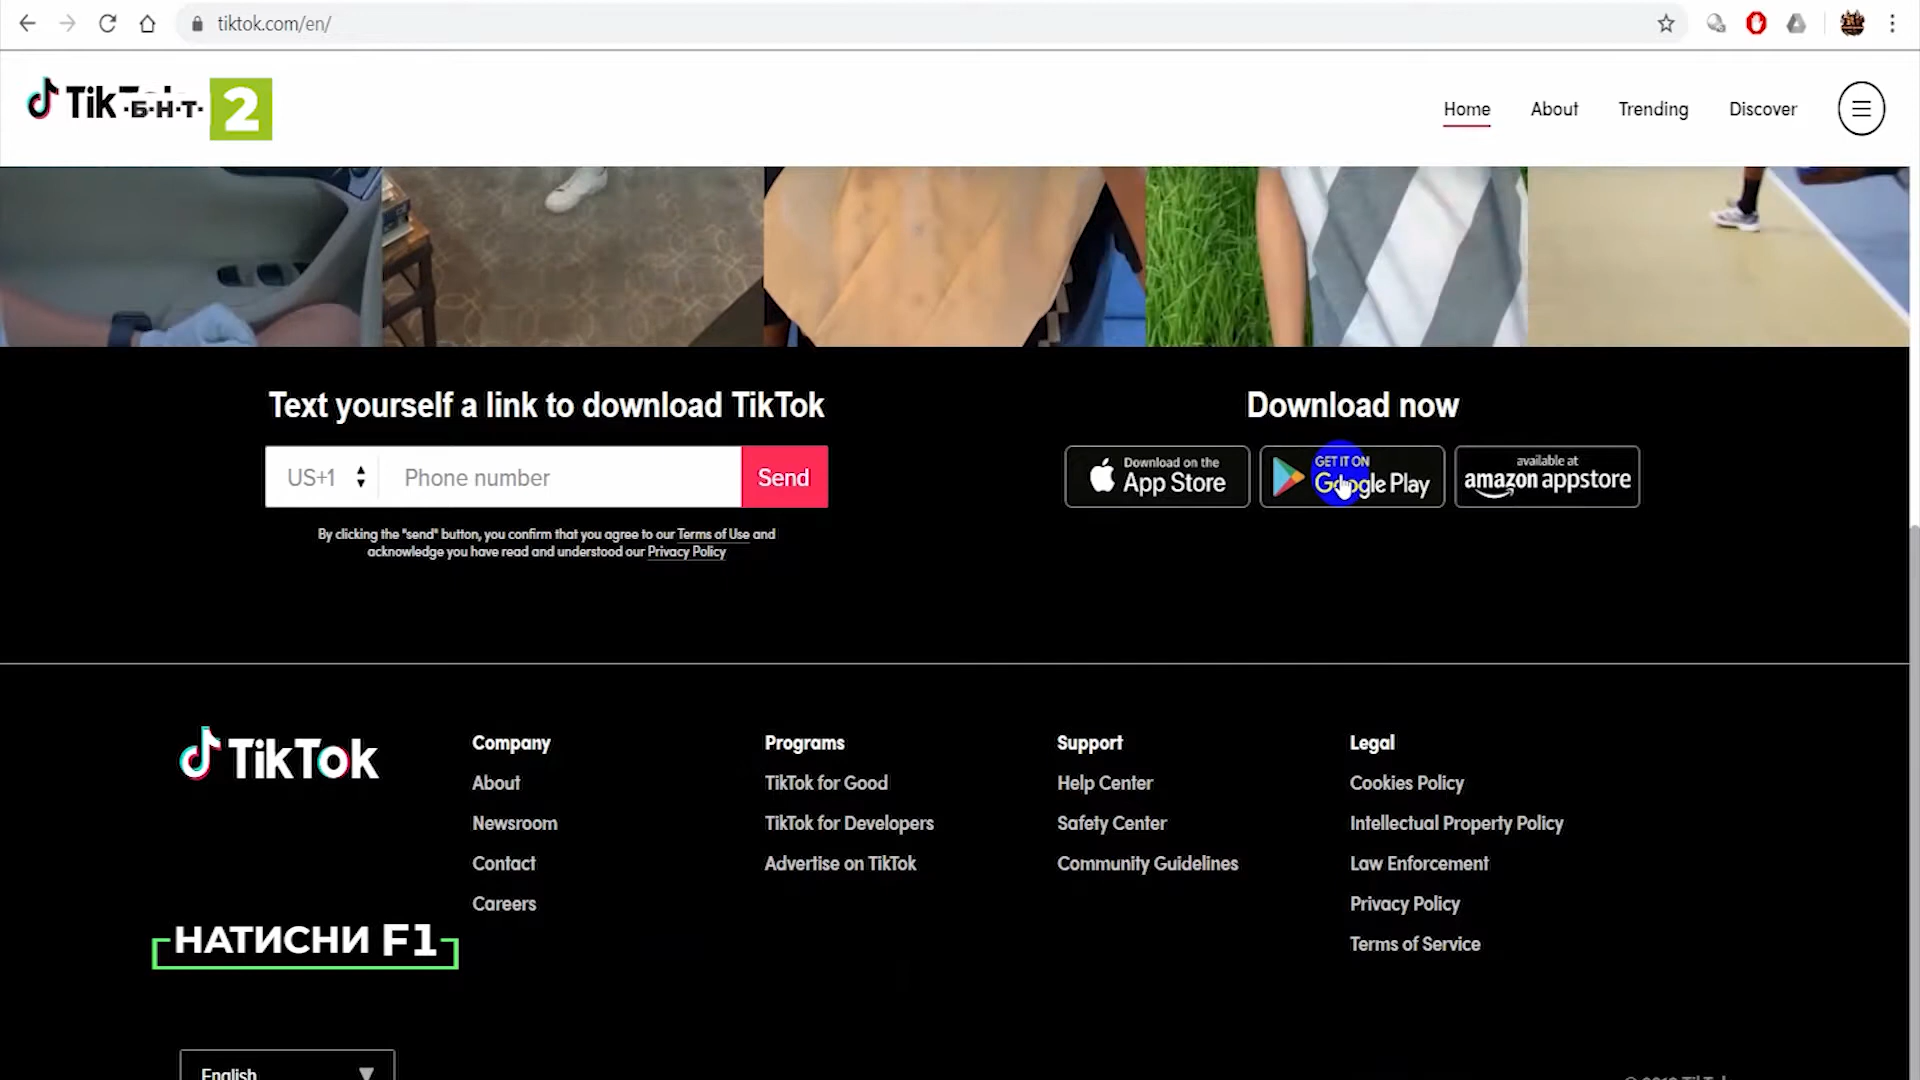 tiktok.com/en/
TikTok
·Б·Н·Т· 2
Home About Trending Discover
Text yourself a link to download TikTok
US+1 Phone number Send
By clicking the "send" button, you confirm that you agree to our Terms of Use and
acknowledge you have read and understood our Privacy Policy
Download now
Download on the
App Store
GET IT ON
Google Play
available at
amazon appstore
TikTok
Company
About
Newsroom
Contact
Careers
Programs
TikTok for Good
TikTok for Developers
Advertise on TikTok
Support
Help Center
Safety Center
Community Guidelines
Legal
Cookies Policy
Intellectual Property Policy
Law Enforcement
Privacy Policy
Terms of Service
НАТИСНИ F1
English